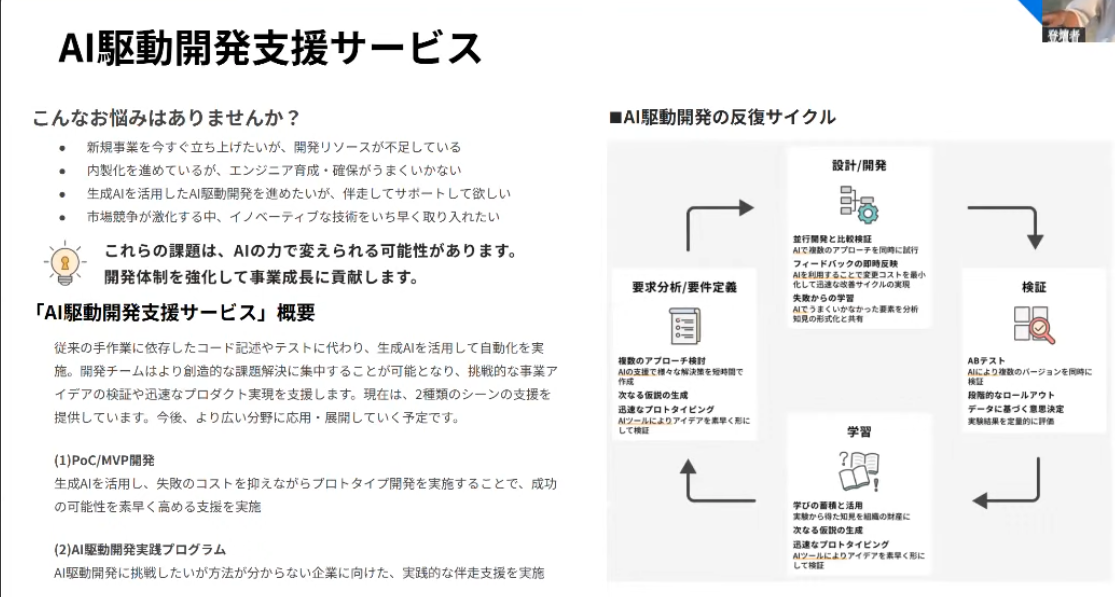 AI駆動開発支援サービス
登壇者
こんなお悩みはありませんか？
● 新規事業を今すぐ立ち上げたいが、開発リソースが不足している
● 内製化を進めているが、エンジニア育成・確保がうまくいかない
● 生成AIを活用したAI駆動開発を進めたいが、伴走してサポートして欲しい
● 市場競争が激化する中、イノベーティブな技術をいち早く取り入れたい
これらの課題は、AIの力で変えられる可能性があります。
開発体制を強化して事業成長に貢献します。
「AI駆動開発支援サービス」概要
従来の手作業に依存したコード記述やテストに代わり、生成AIを活用して自動化を実
施。開発チームはより創造的な課題解決に集中することが可能となり、挑戦的な事業ア
イデアの検証や迅速なプロダクト実現を支援します。現在は、2種類のシーンの支援を
提供しています。今後、より広い分野に応用・展開していく予定です。
(1)PoC/MVP開発
生成AIを活用し、失敗のコストを抑えながらプロトタイプ開発を実施することで、成功
の可能性を素早く高める支援を実施
(2)AI駆動開発実践プログラム
AI駆動開発に挑戦したいが方法が分からない企業に向けた、実践的な伴走支援を実施
■AI駆動開発の反復サイクル
設計/開発
並行開発と比較検証
AIで複数のアプローチを同時に試行
フィードバックの即時反映
AIを利用することで変更コストを最小
化して迅速な改善サイクルの実現
失敗からの学習
AIでうまくいかなかった要素を分析
知見の形式化と共有
要求分析/要件定義
複数のアプローチ検討
AIの支援で様々な解決策を短時間で
作成
次なる仮説の生成
迅速なプロトタイピング
AIツールによりアイデアを素早く形に
して検証
検証
ABテスト
AIにより複数のバージョンを同時に
検証
段階的なロールアウト
データに基づく意思決定
実験結果を定量的に評価
学習
学びの蓄積と活用
実験から得た知見を組織の財産に
次なる仮説の生成
迅速なプロトタイピング
AIツールによりアイデアを素早く形に
して検証